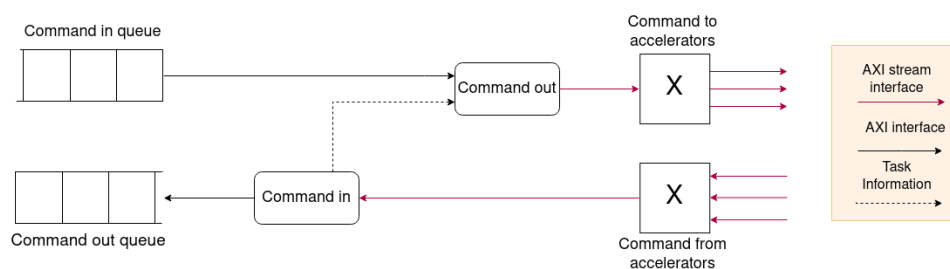 Command in queue
Command to
accelerators
Command out
X
AXI stream
interface
AXI interface
Task
Information
Command in
X
Command out queue
Command from
accelerators